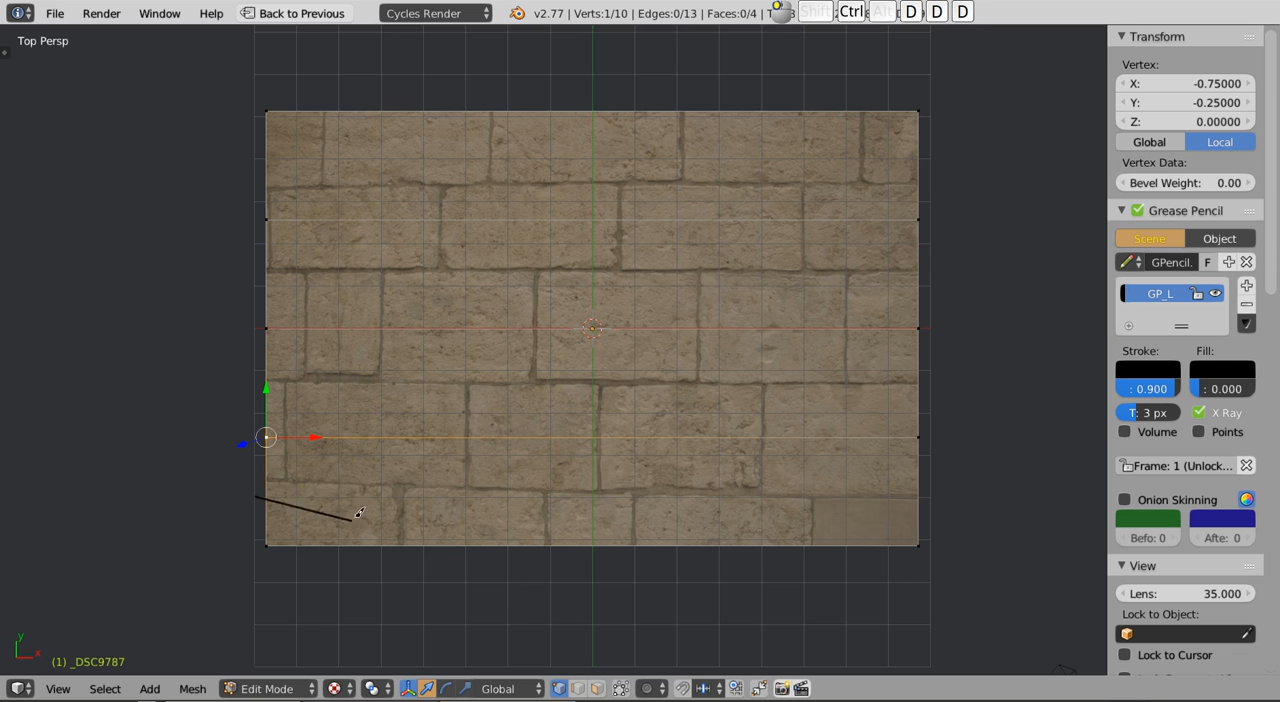 File Render Window Help Back to Previous Cycles Render v2.77 | Verts:1/10 | Edges:0/13 | Faces:0/4 | T Shift Ctrl Alt D D D
Top Persp
Transform
Vertex:
X: -0.75000
Y: -0.25000
Z: 0.00000
Global Local
Vertex Data:
Bevel Weight: 0.00
Grease Pencil
Scene Object
GPencil. F
GP_L
Stroke: Fill:
: 0.900 : 0.000
T: 3 px X Ray
Volume Points
Frame: 1 (Unlock...
Onion Skinning
Befo: 0 Afte: 0
View
Lens: 35.000
Lock to Object:
Lock to Cursor
y
x
(1) _DSC9787
View Select Add Mesh Edit Mode Global